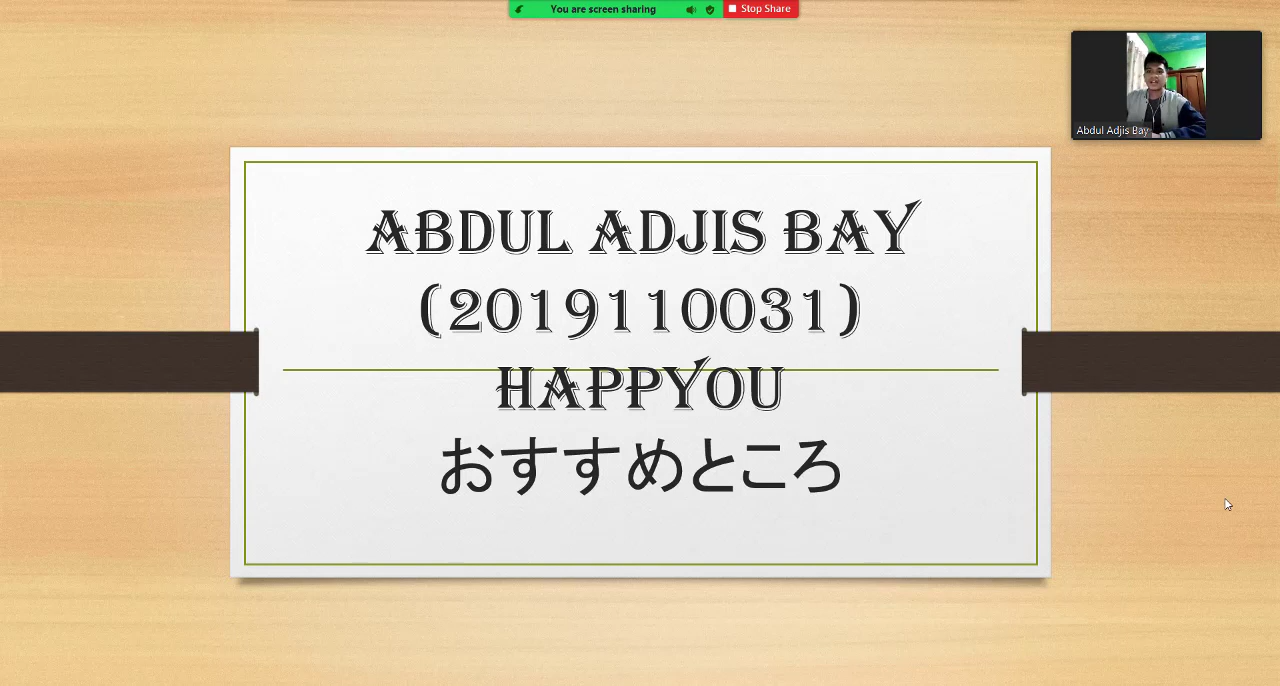 You are screen sharing
Stop Share
Abdul Adjis Bay
ABDUL ADJIS BAY
(2019110031)
HAPPYOU
おすすめところ